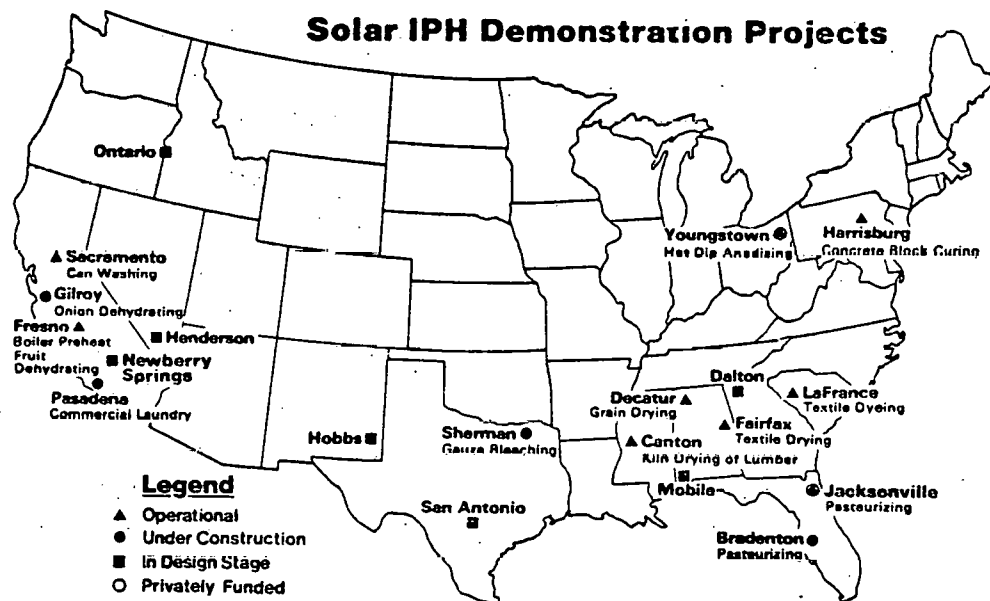 Solar IPH Demonstration Projects
Ontario
Youngstown
Hot Dip Anodizing
Harrisburg
Concrete Block Curing
Sacramento
Can Washing
Gilroy
Onion Dehydrating
Fresno
Boiler Preheat
Fruit
Dehydrating
Henderson
Newberry
Springs
Pasadena
Commercial Laundry
Dalton
Decatur
Grain Drying
LaFrance
Textile Dyeing
Fairfax
Textile Drying
Hobbs
Sherman
Gauze Bleaching
Canton
Kiln Drying of Lumber
Mobile
San Antonio
Jacksonville
Pasteurizing
Bradenton
Pasteurizing
Legend
Operational
Under Construction
In Design Stage
Privately Funded